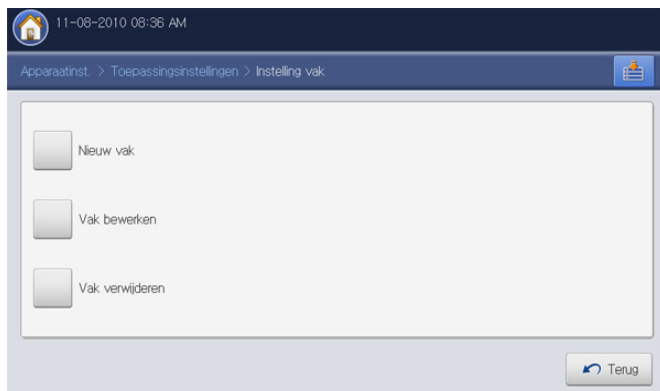 11-08-2010 08:36 AM
Apparaatinst. > Toepassingsinstellingen > Instelling vak
Nieuw vak
Vak bewerken
Vak verwijderen
Terug